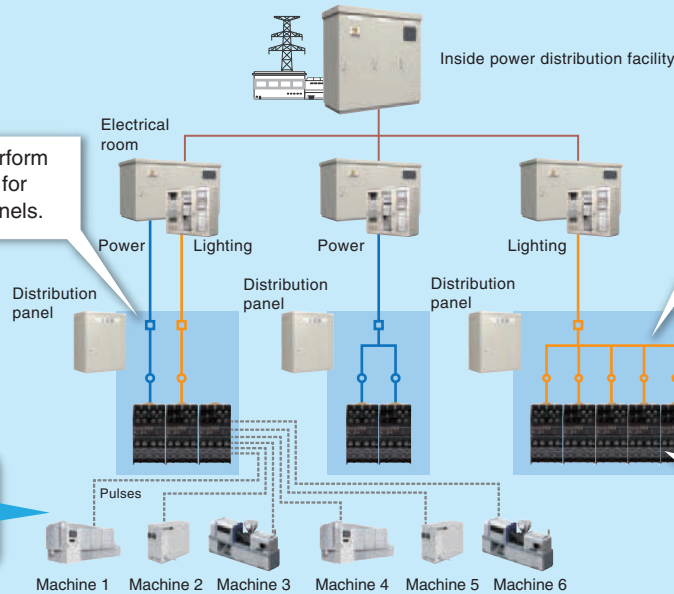 Inside power distribution facility
Electrical
room
for
nels.
Power
Lighting
Power
Lighting
Distribution
panel
Distribution
panel
Distribution
panel
Pulses
Machine 1
Machine 2
Machine 3
Machine 4
Machine 5
Machine 6